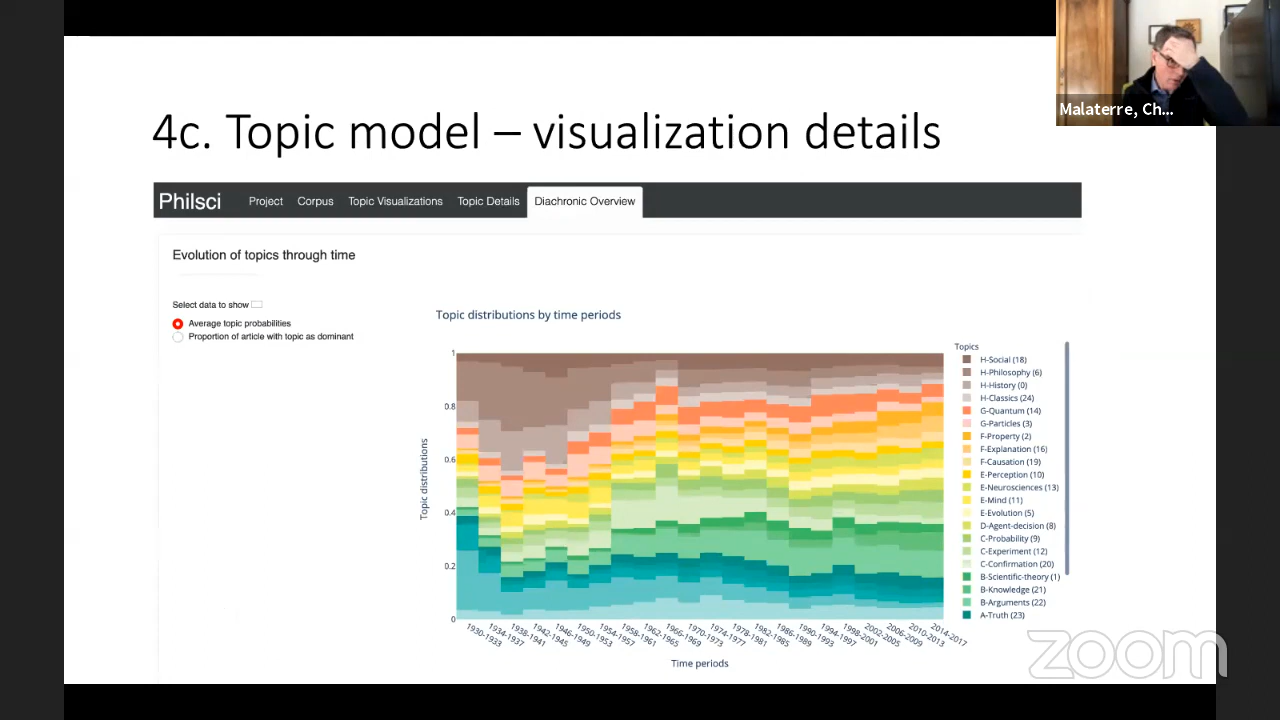 Malaterre, Ch...
4c. Topic model – visualization details
Philsci Project Corpus Topic Visualizations Topic Details Diachronic Overview
Evolution of topics through time
Select data to show
Average topic probabilities
Proportion of article with topic as dominant
Topic distributions by time periods
Topic distributions
1
0.8
0.6
0.4
0.2
0
1930-1933
1934-1937
1938-1941
1942-1945
1946-1949
1950-1953
1954-1957
1958-1961
1962-1965
1966-1969
1970-1973
1974-1977
1978-1981
1982-1985
1986-1989
1990-1993
1994-1997
1998-2001
2002-2005
2006-2009
2010-2013
2014-2017
Time periods
Topics
H-Social (18)
H-Philosophy (6)
H-History (0)
H-Classics (24)
G-Quantum (14)
G-Particles (3)
F-Property (2)
F-Explanation (16)
F-Causation (19)
E-Perception (10)
E-Neurosciences (13)
E-Mind (11)
E-Evolution (5)
D-Agent-decision (8)
C-Probability (9)
C-Experiment (12)
C-Confirmation (20)
B-Scientific-theory (1)
B-Knowledge (21)
B-Arguments (22)
A-Truth (23)
zoom